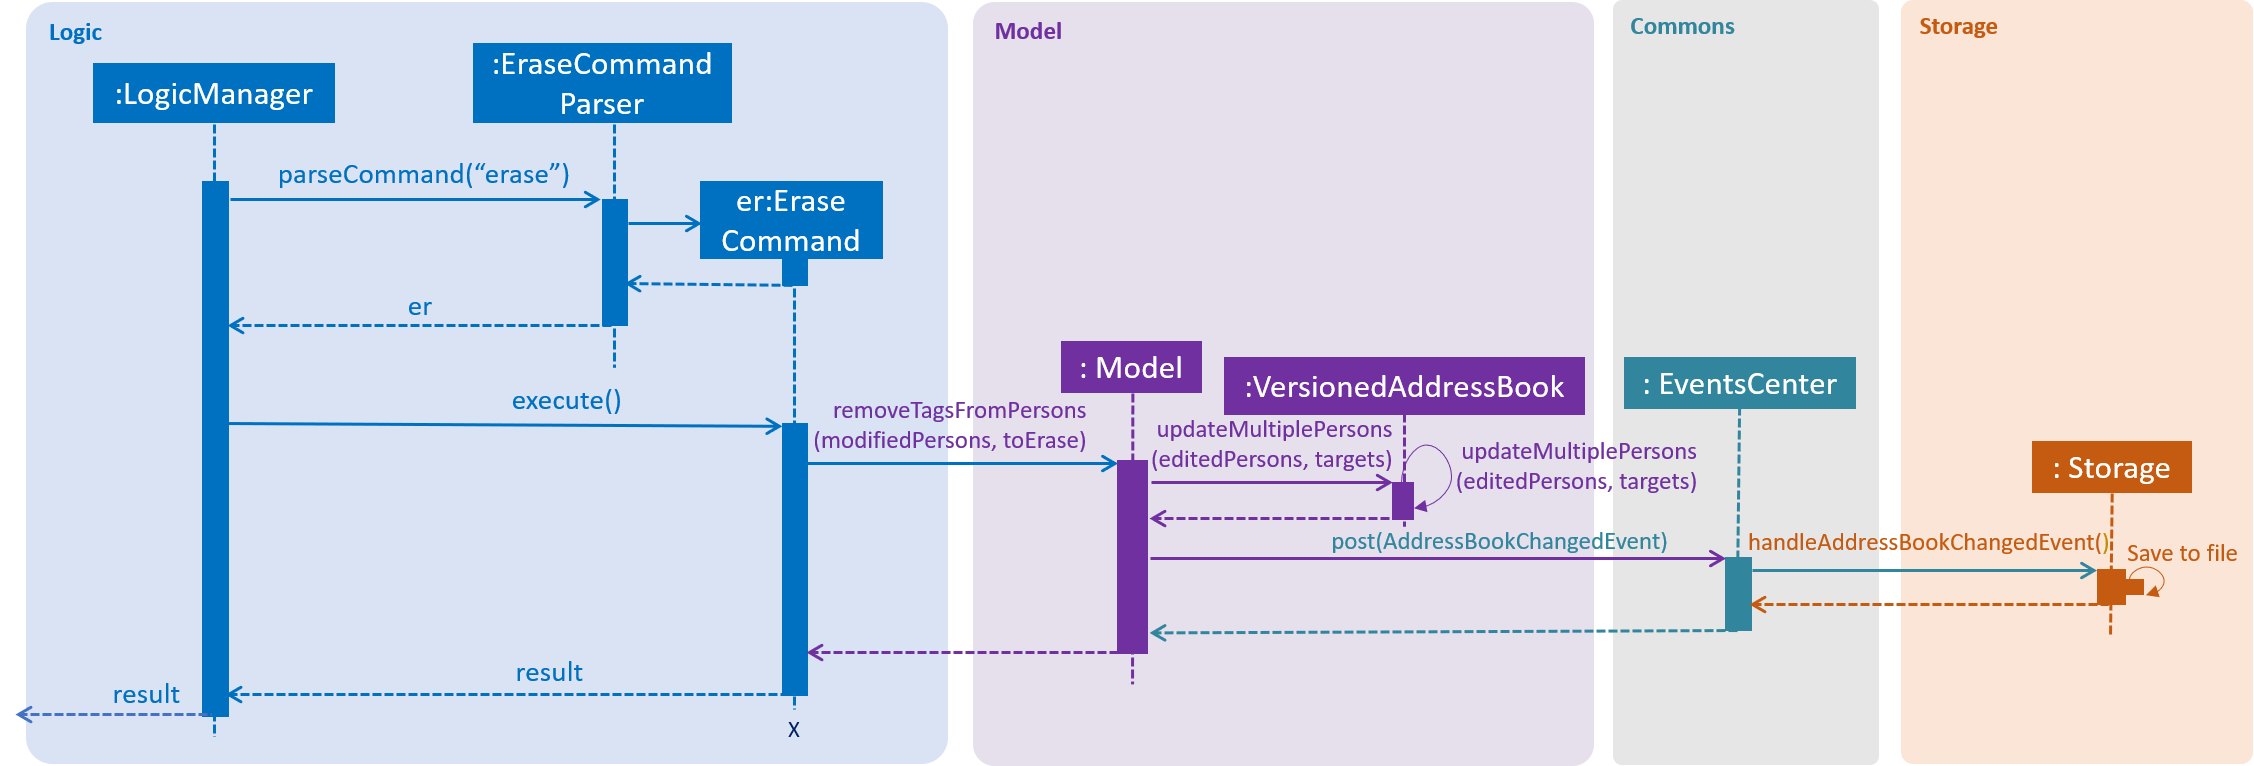 Logic
Model
Commons
Storage
:LogicManager
:EraseCommand
Parser
parseCommand(“erase”)
er:Erase
Command
er
: Model
:VersionedAddressBook
: EventsCenter
execute()
removeTagsFromPersons
(modifiedPersons, toErase)
updateMultiplePersons
(editedPersons, targets)
updateMultiplePersons
(editedPersons, targets)
: Storage
post(AddressBookChangedEvent)
handleAddressBookChangedEvent()
Save to file
result
result
X